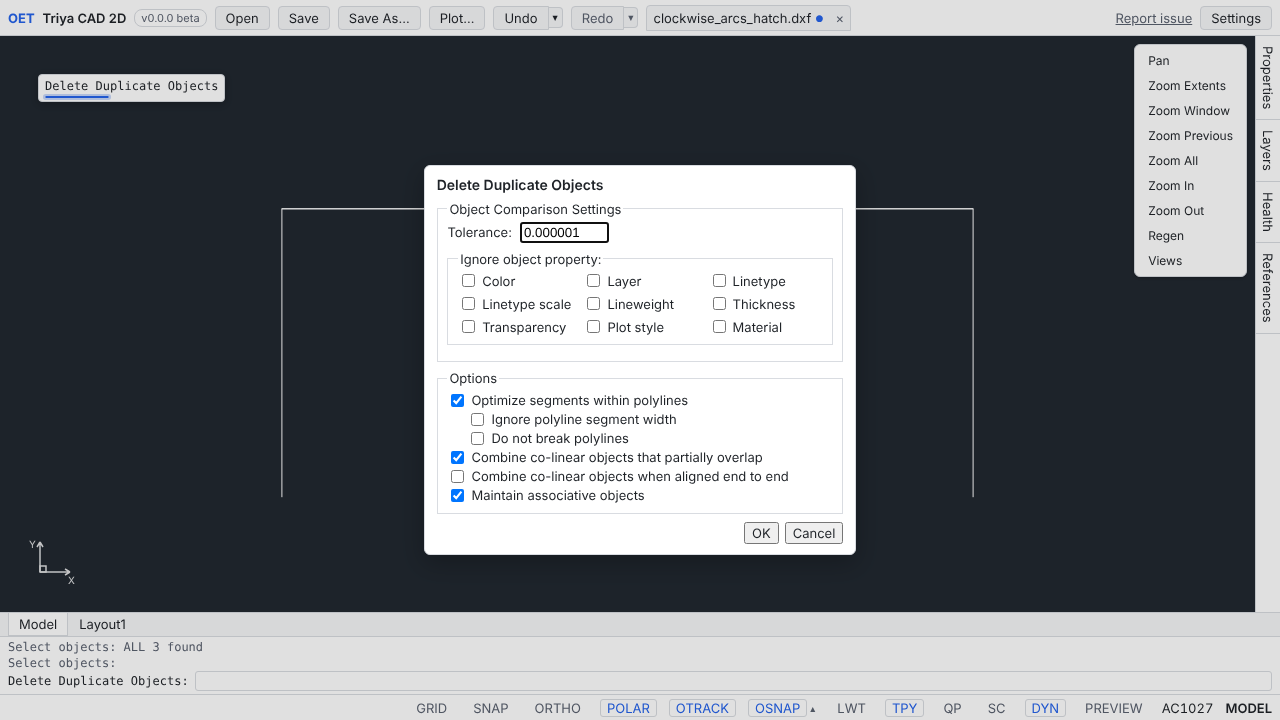 OET Triya CAD 2D v0.0.0 beta Open Save Save As... Plot... Undo ▾ Redo ▾ clockwise_arcs_hatch.dxf ● × Report issue Settings
Delete Duplicate Objects
Pan
Zoom Extents
Zoom Window
Zoom Previous
Zoom All
Zoom In
Zoom Out
Regen
Views
Properties
Layers
Health
References
Delete Duplicate Objects
Object Comparison Settings
Tolerance: 0.000001
Ignore object property:
Color Layer Linetype
Linetype scale Lineweight Thickness
Transparency Plot style Material
Options
Optimize segments within polylines
Ignore polyline segment width
Do not break polylines
Combine co-linear objects that partially overlap
Combine co-linear objects when aligned end to end
Maintain associative objects
OK Cancel
Y
X
Model Layout1
Select objects: ALL 3 found
Select objects:
Delete Duplicate Objects:
GRID SNAP ORTHO POLAR OTRACK OSNAP ▴ LWT TPY QP SC DYN PREVIEW AC1027 MODEL